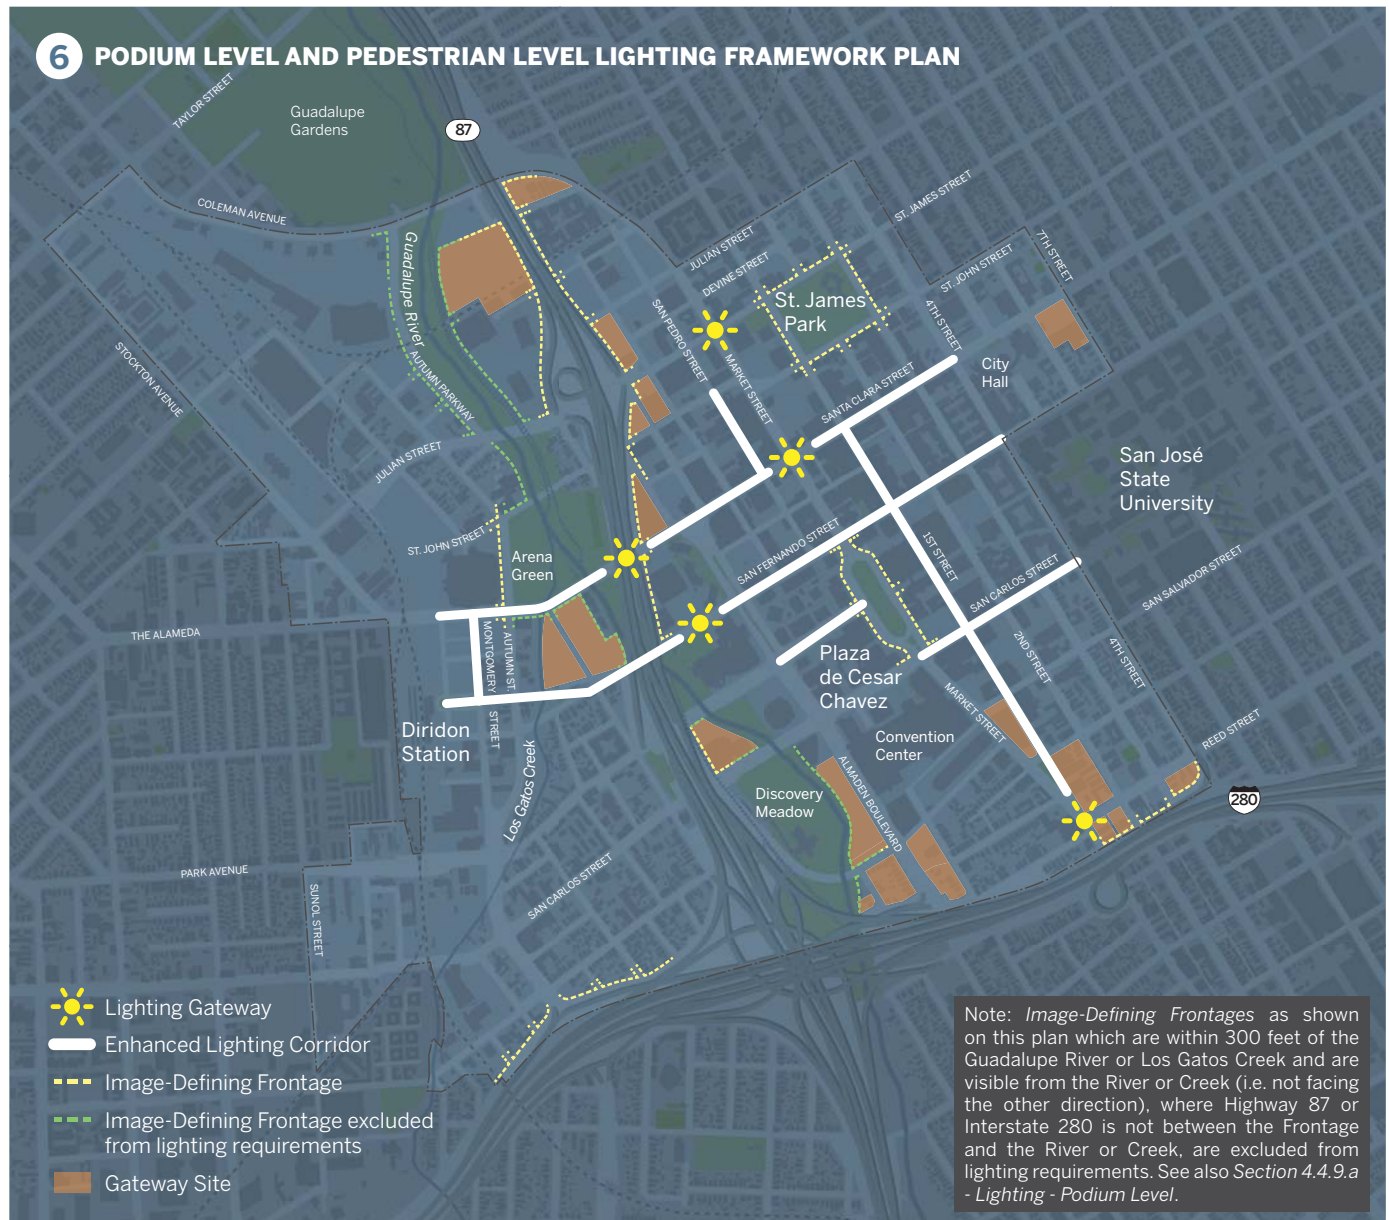 6 PODIUM LEVEL AND PEDESTRIAN LEVEL LIGHTING FRAMEWORK PLAN
TAYLOR STREET
Guadalupe
Gardens
87
COLEMAN AVENUE
Guadalupe River
ST. JAMES STREET
JULIAN STREET
DEVINE STREET
ST. JOHN STREET
7TH STREET
St. James
Park
SAN PEDRO STREET
MARKET STREET
4TH STREET
STOCKTON AVENUE
AUTUMN PARKWAY
City
Hall
SANTA CLARA STREET
JULIAN STREET
San José
State
University
ST. JOHN STREET
Arena
Green
SAN FERNANDO STREET
1ST STREET
SAN CARLOS STREET
SAN SALVADOR STREET
THE ALAMEDA
MONTGOMERY STREET
AUTUMN ST.
2ND STREET
4TH STREET
Plaza
de Cesar
Chavez
MARKET STREET
Diridon
Station
Convention
Center
REED STREET
Los Gatos Creek
ALMADEN BOULEVARD
Discovery
Meadow
280
PARK AVENUE
SUNOL STREET
SAN CARLOS STREET
Lighting Gateway
Enhanced Lighting Corridor
Image-Defining Frontage
Image-Defining Frontage excluded
from lighting requirements
Gateway Site
Note: Image-Defining Frontages as shown
on this plan which are within 300 feet of the
Guadalupe River or Los Gatos Creek and are
visible from the River or Creek (i.e. not facing
the other direction), where Highway 87 or
Interstate 280 is not between the Frontage
and the River or Creek, are excluded from
lighting requirements. See also Section 4.4.9.a
- Lighting - Podium Level.